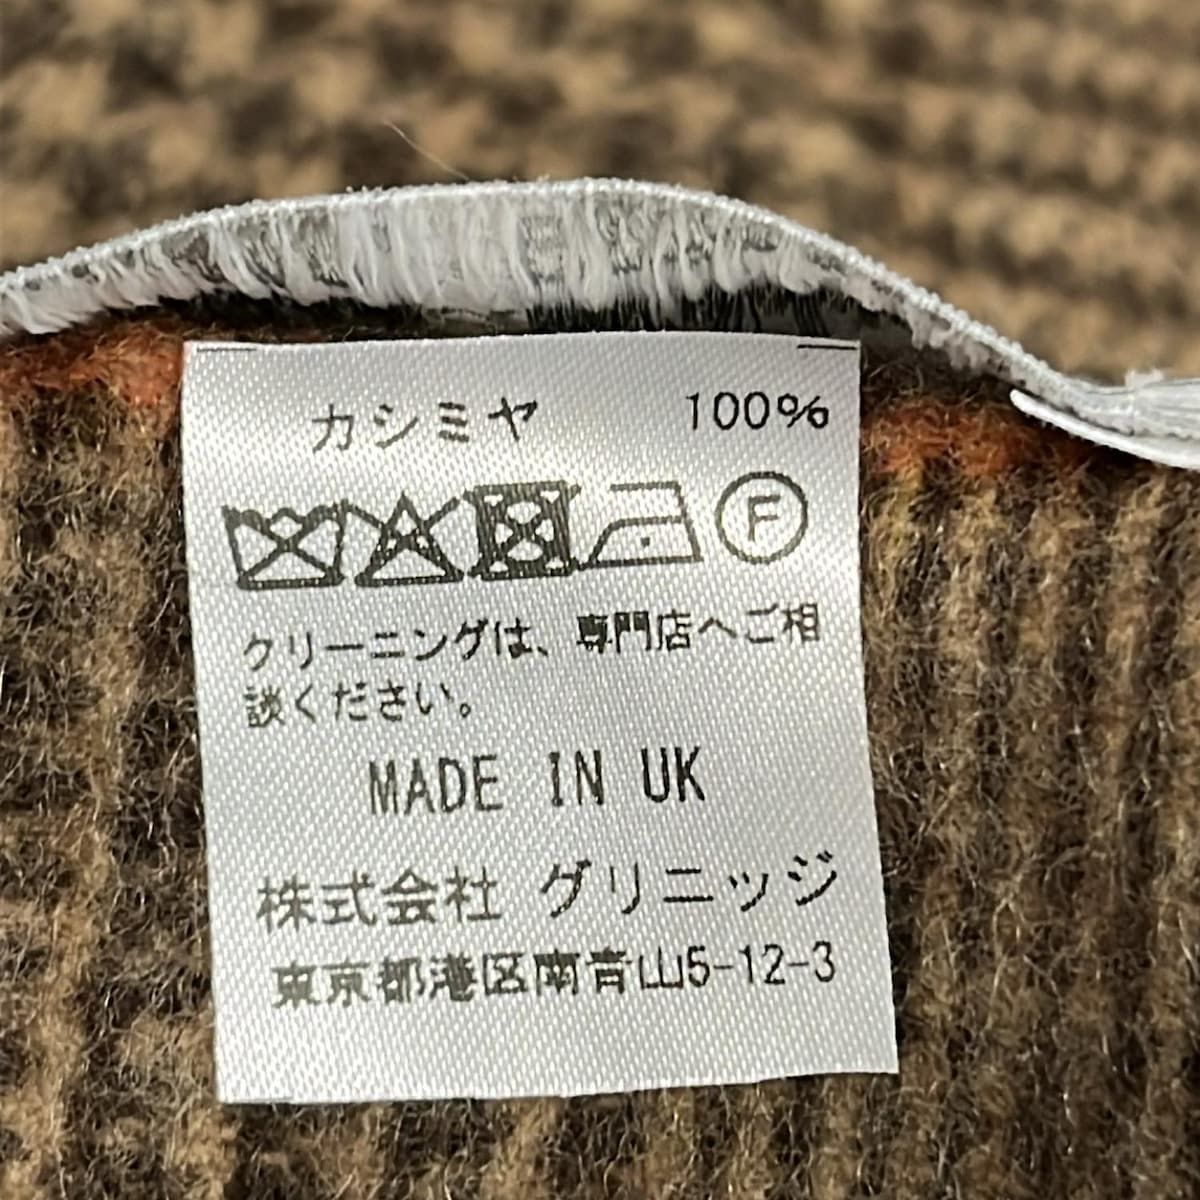 カシミヤ 100%
F
クリーニングは、専門店へご相
談ください。
MADE IN UK
株式会社 グリニッジ
東京都港区南青山5-12-3